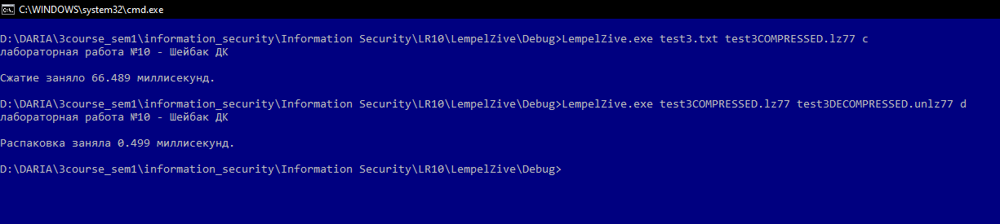 C:\WINDOWS\system32\cmd.exe
D:\DARIA\3course_sem1\information_security\Information Security\LR10\LempelZive\Debug>LempelZive.exe test3.txt test3COMPRESSED.lz77 c
лабораторная работа №10 - Шейбак ДК
Сжатие заняло 66.489 миллисекунд.
D:\DARIA\3course_sem1\information_security\Information Security\LR10\LempelZive\Debug>LempelZive.exe test3COMPRESSED.lz77 test3DECOMPRESSED.unlz77 d
лабораторная работа №10 - Шейбак ДК
Распаковка заняла 0.499 миллисекунд.
D:\DARIA\3course_sem1\information_security\Information Security\LR10\LempelZive\Debug>